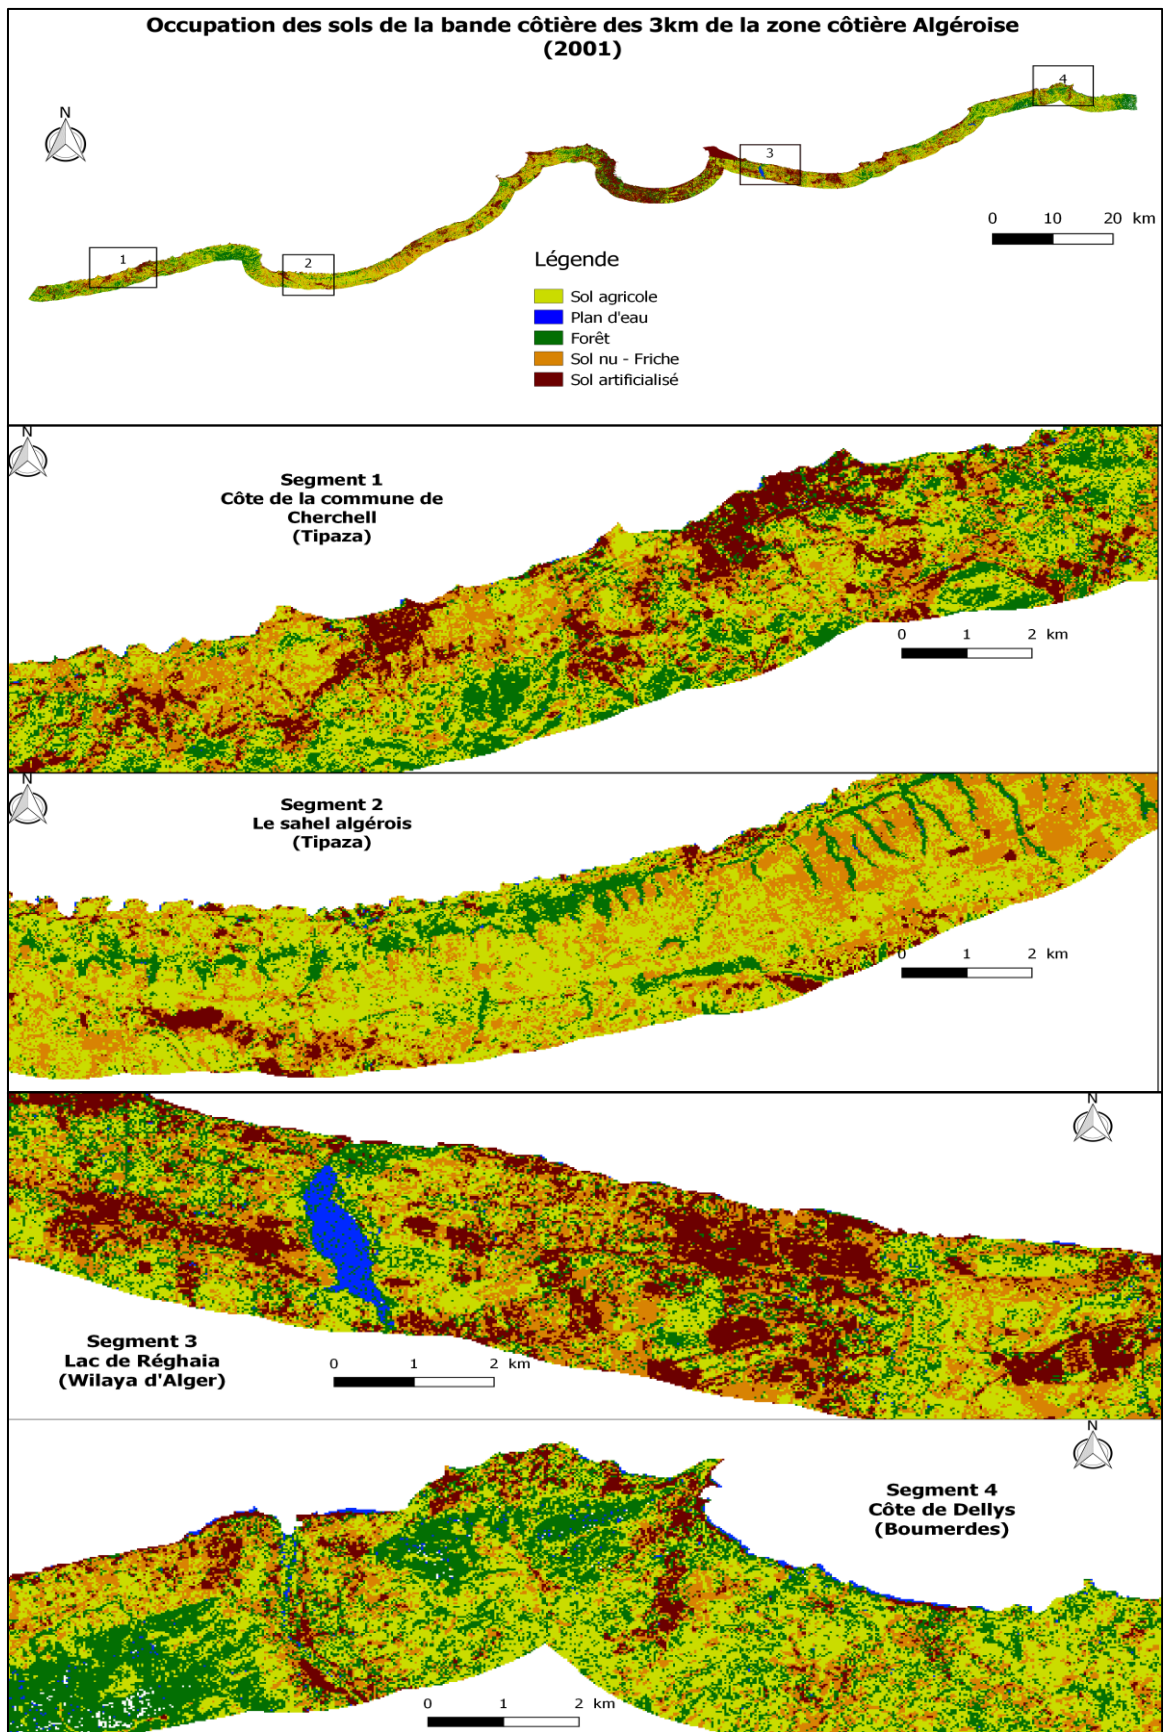 Occupation des sols de la bande côtière des 3km de la zone côtière Algéroise
(2001)
N
4
3
0 10 20 km
1
2
Légende
Sol agricole
Plan d'eau
Forêt
Sol nu - Friche
Sol artificialisé
N
Segment 1
Côte de la commune de
Cherchell
(Tipaza)
0 1 2 km
N
Segment 2
Le sahel algérois
(Tipaza)
0 1 2 km
N
Segment 3
Lac de Réghaia
(Wilaya d'Alger)
0 1 2 km
N
Segment 4
Côte de Dellys
(Boumerdes)
0 1 2 km